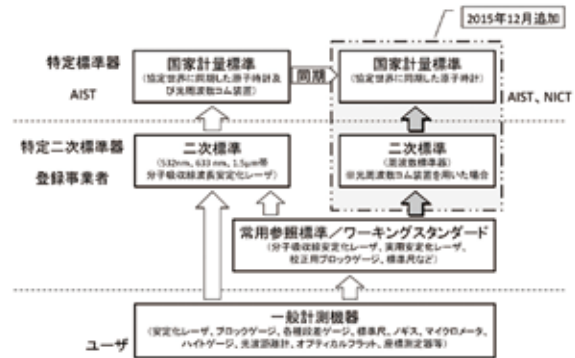 2015年12月追加
特定標準器
AIST
国家計量標準
(協定世界に同期した原子時計及
び光周波数コム装置)
同期
国家計量標準
(協定世界に同期した原子時計)
AIST、NICT
特定二次標準器
登録事業者
二次標準
(532nm、633 nm、1.5μm帯
分子吸収線波長安定化レーザ)
二次標準
(周波数標準器)
※光周波数コム装置を用いた場合
常用参照標準／ワーキングスタンダード
(分子吸収線安定化レーザ、実用安定化レーザ、
校正用ブロックゲージ、標準尺など)
ユーザ
一般計測機器
(安定化レーザ、ブロックゲージ、各種段差ゲージ、標準尺、ノギス、マイクロメータ、
ハイトゲージ、光波距離計、オプティカルフラット、座標測定器等)